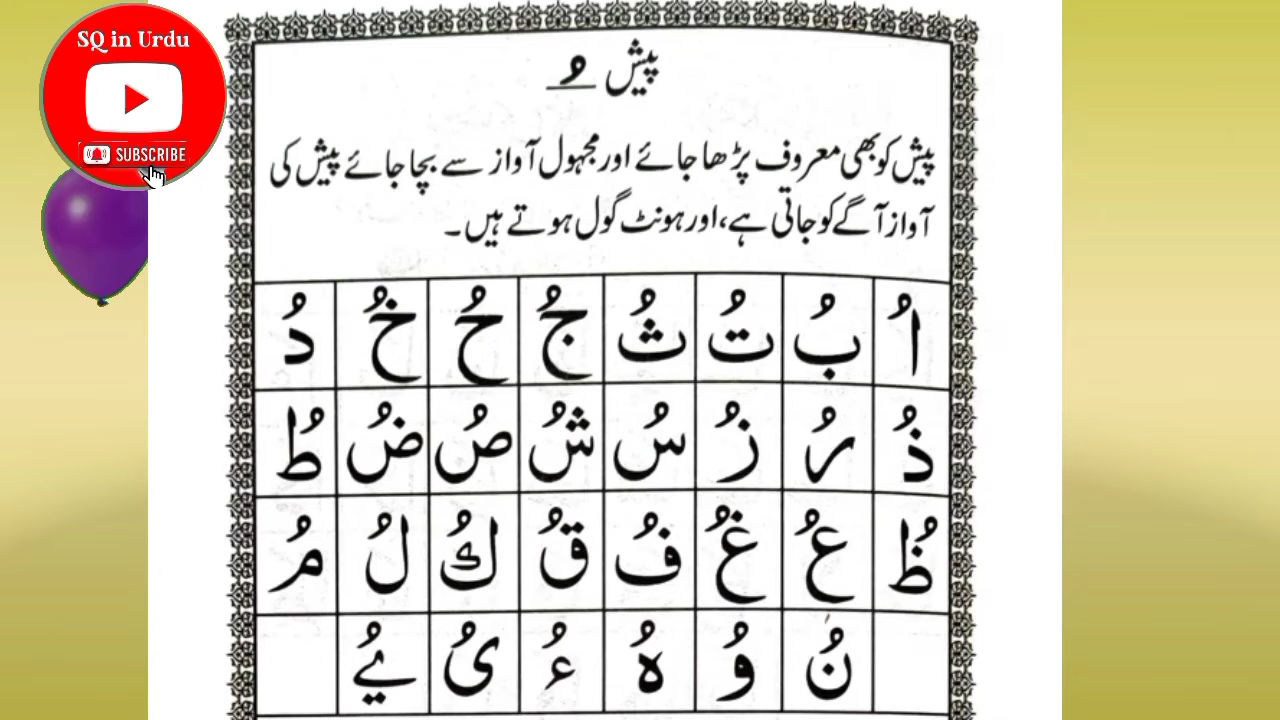 SQ in Urdu
SUBSCRIBE
پیش ـُ
پیش کو بھی معروف پڑھا جائے اور مجہول آواز سے بچا جائے پیش کی
آواز آگے کو جاتی ہے، اور ہونٹ گول ہوتے ہیں۔
اُ بُ تُ ثُ جُ حُ خُ دُ
ذُ رُ زُ سُ شُ صُ ضُ طُ
ظُ عُ غُ فُ قُ كُ لُ مُ
نُ وُ هُ ءُ ىُ يُے